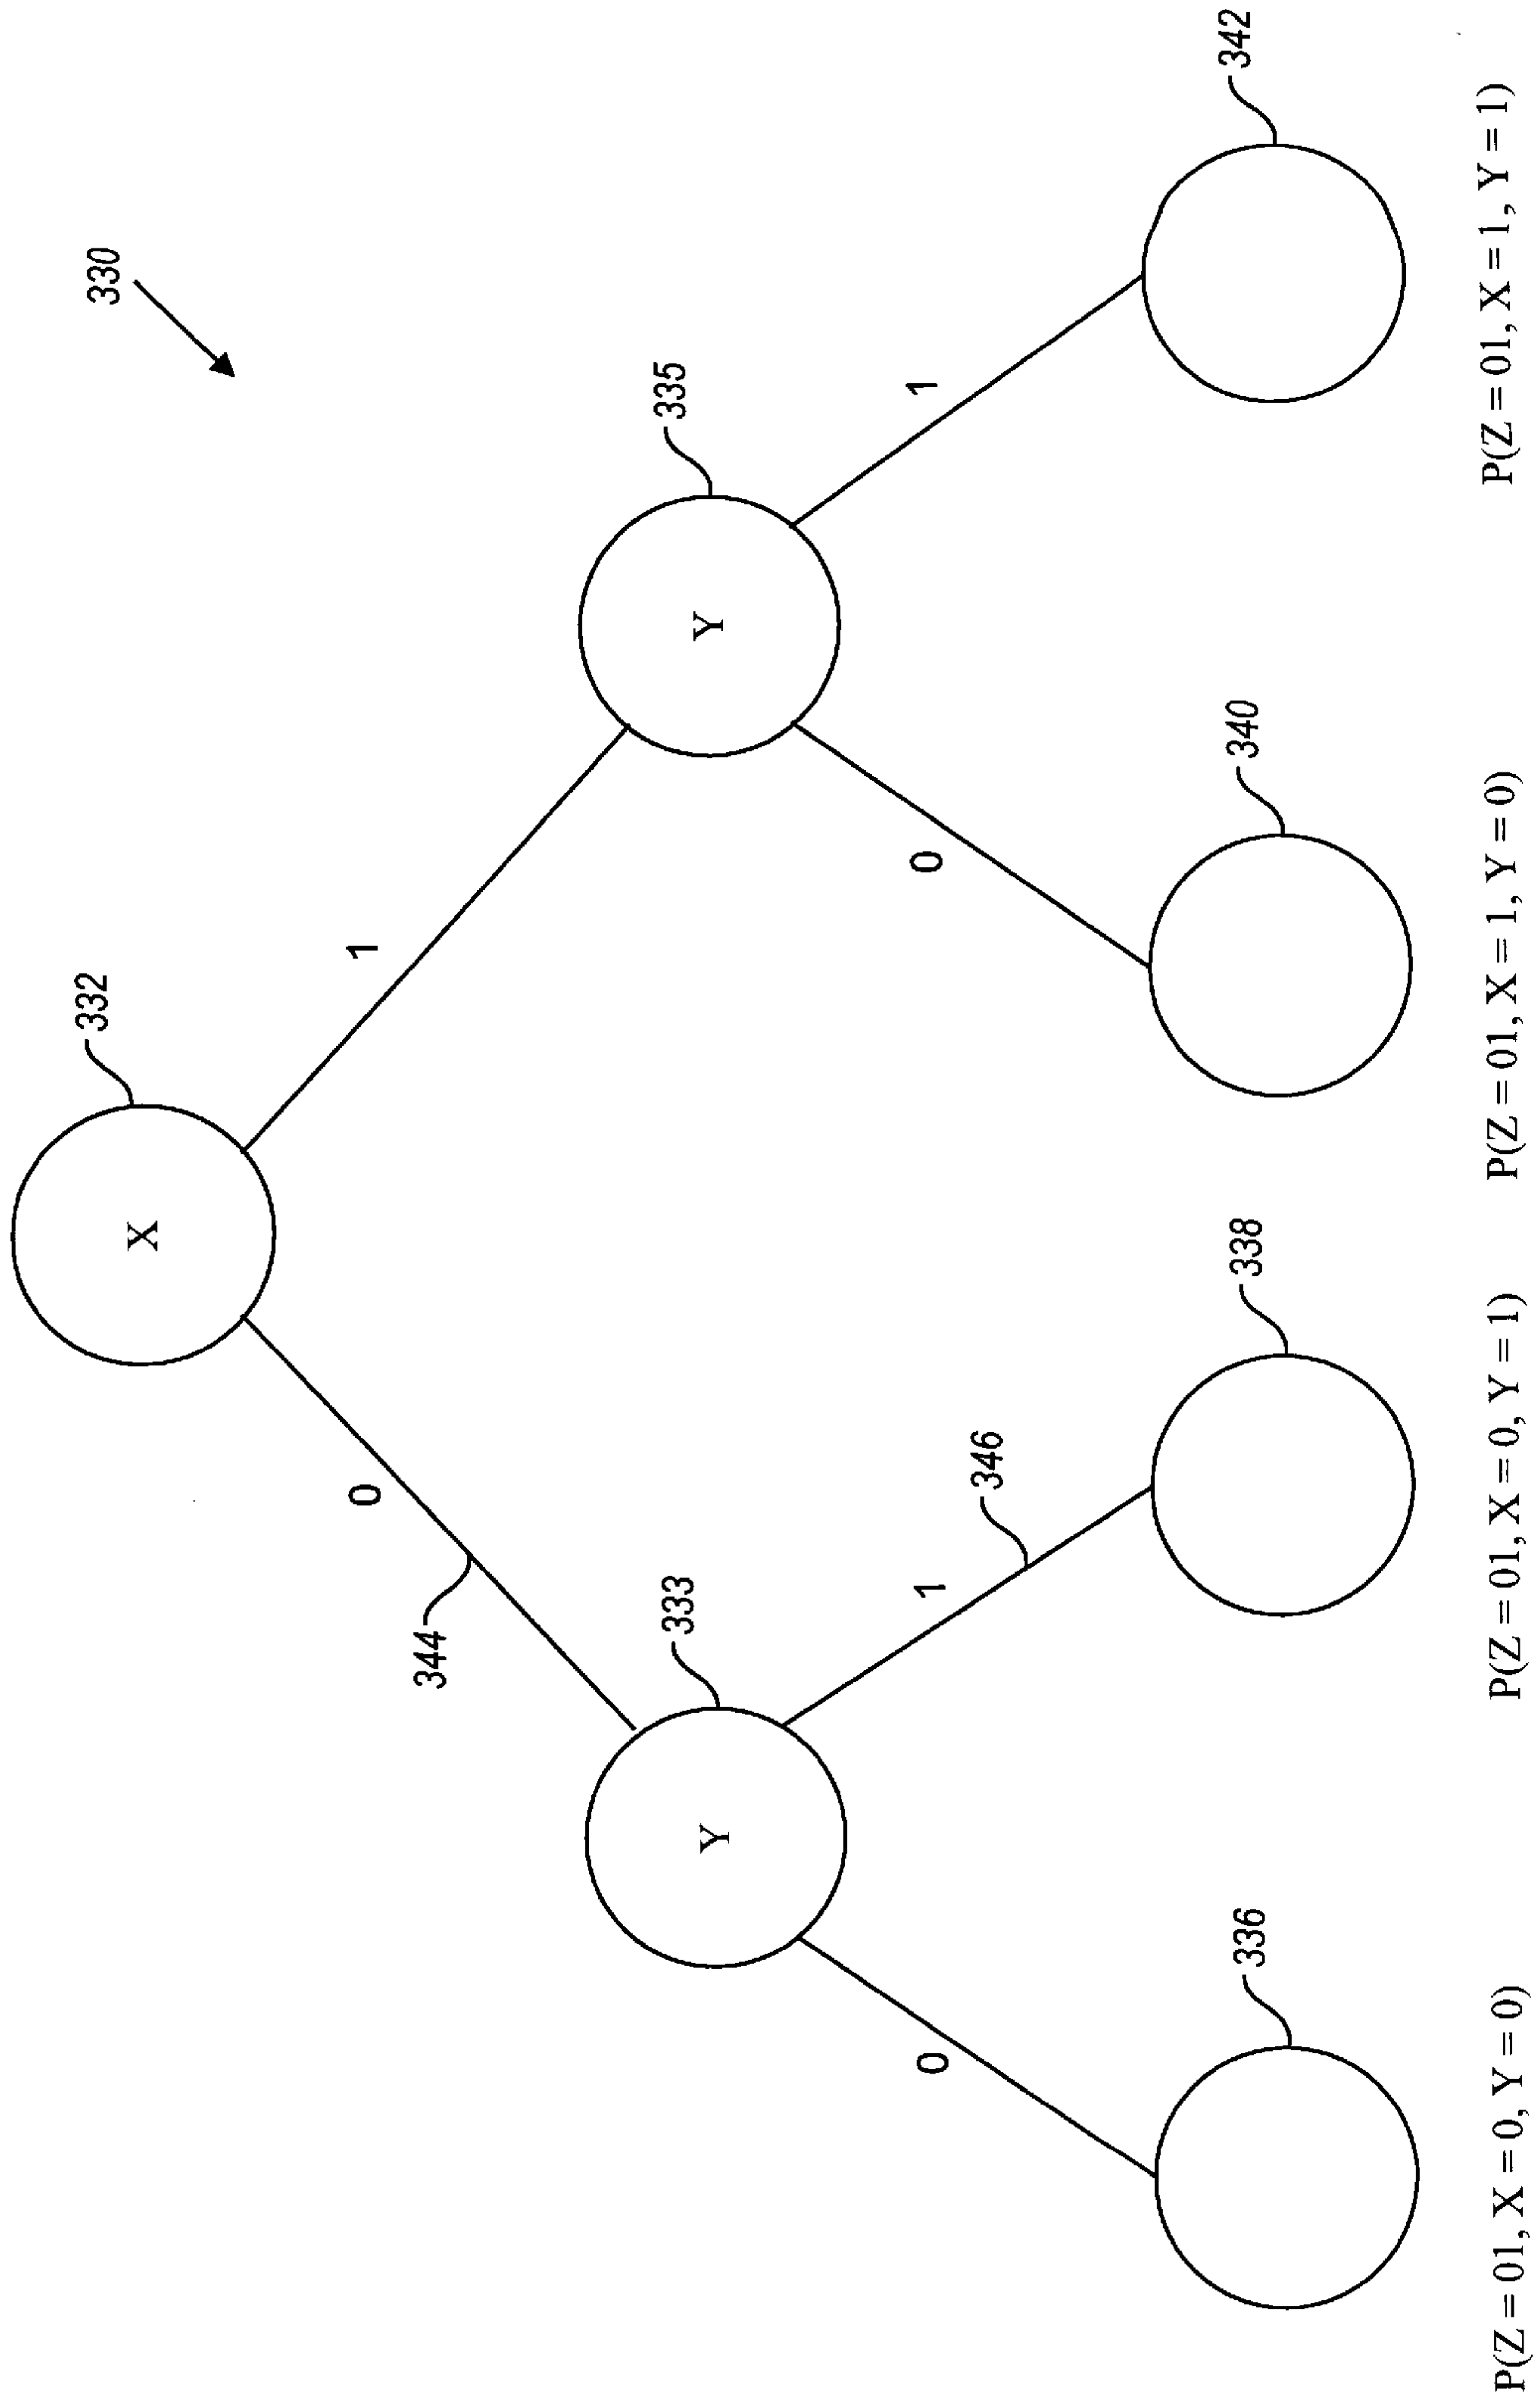 330
332
X
0
1
344
333
Y
335
Y
0
1
346
0
1
336
338
340
342
P(Z = 01, X = 0, Y = 0)
P(Z = 01, X = 0, Y = 1)
P(Z = 01, X = 1, Y = 0)
P(Z = 01, X = 1, Y = 1)